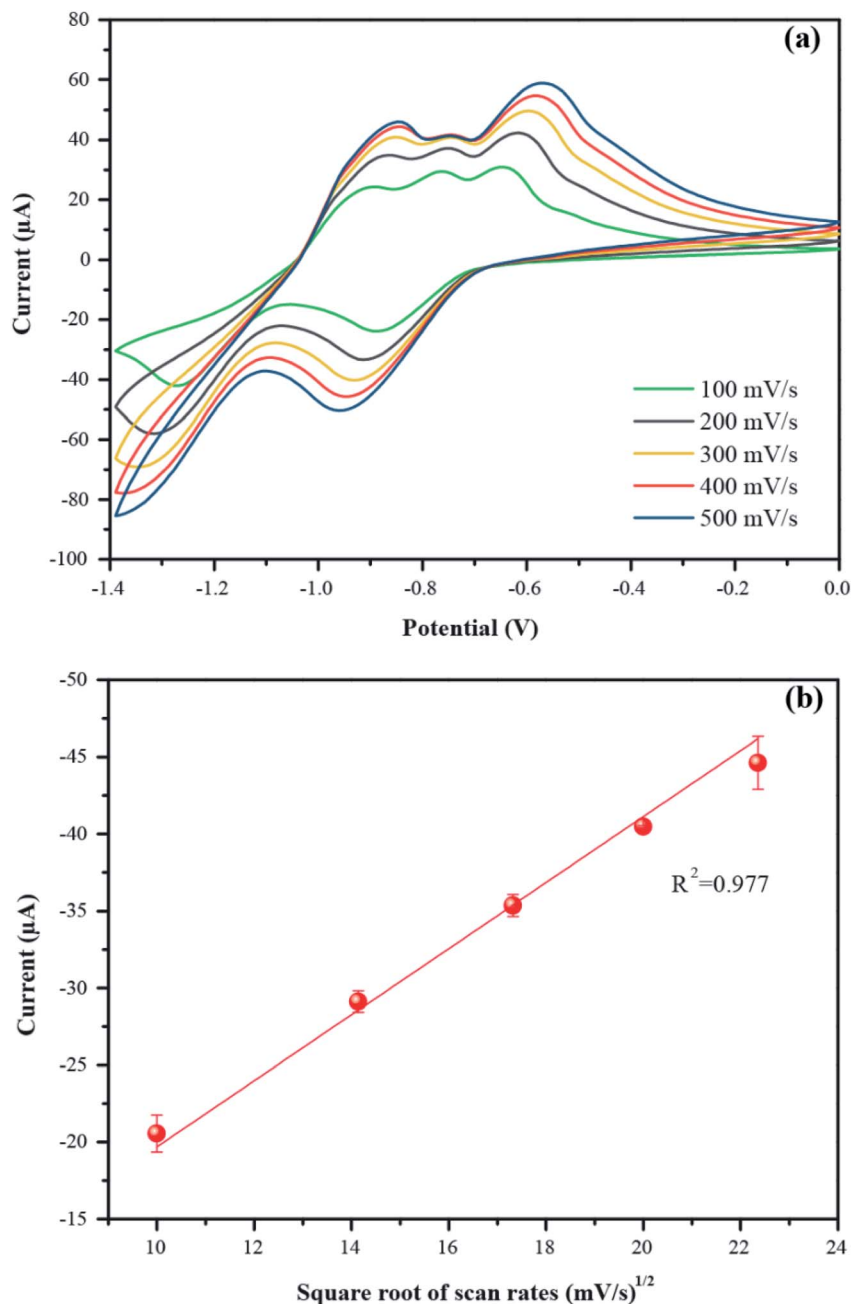 (a)
80
60
40
20
0
-20
-40
-60
-80
-100
Current (µA)
100 mV/s
200 mV/s
300 mV/s
400 mV/s
500 mV/s
-1.4 -1.2 -1.0 -0.8 -0.6 -0.4 -0.2 0.0
Potential (V)
(b)
-50
-45
-40
-35
-30
-25
-20
-15
Current (µA)
R²=0.977
10 12 14 16 18 20 22 24
Square root of scan rates (mV/s)^1/2